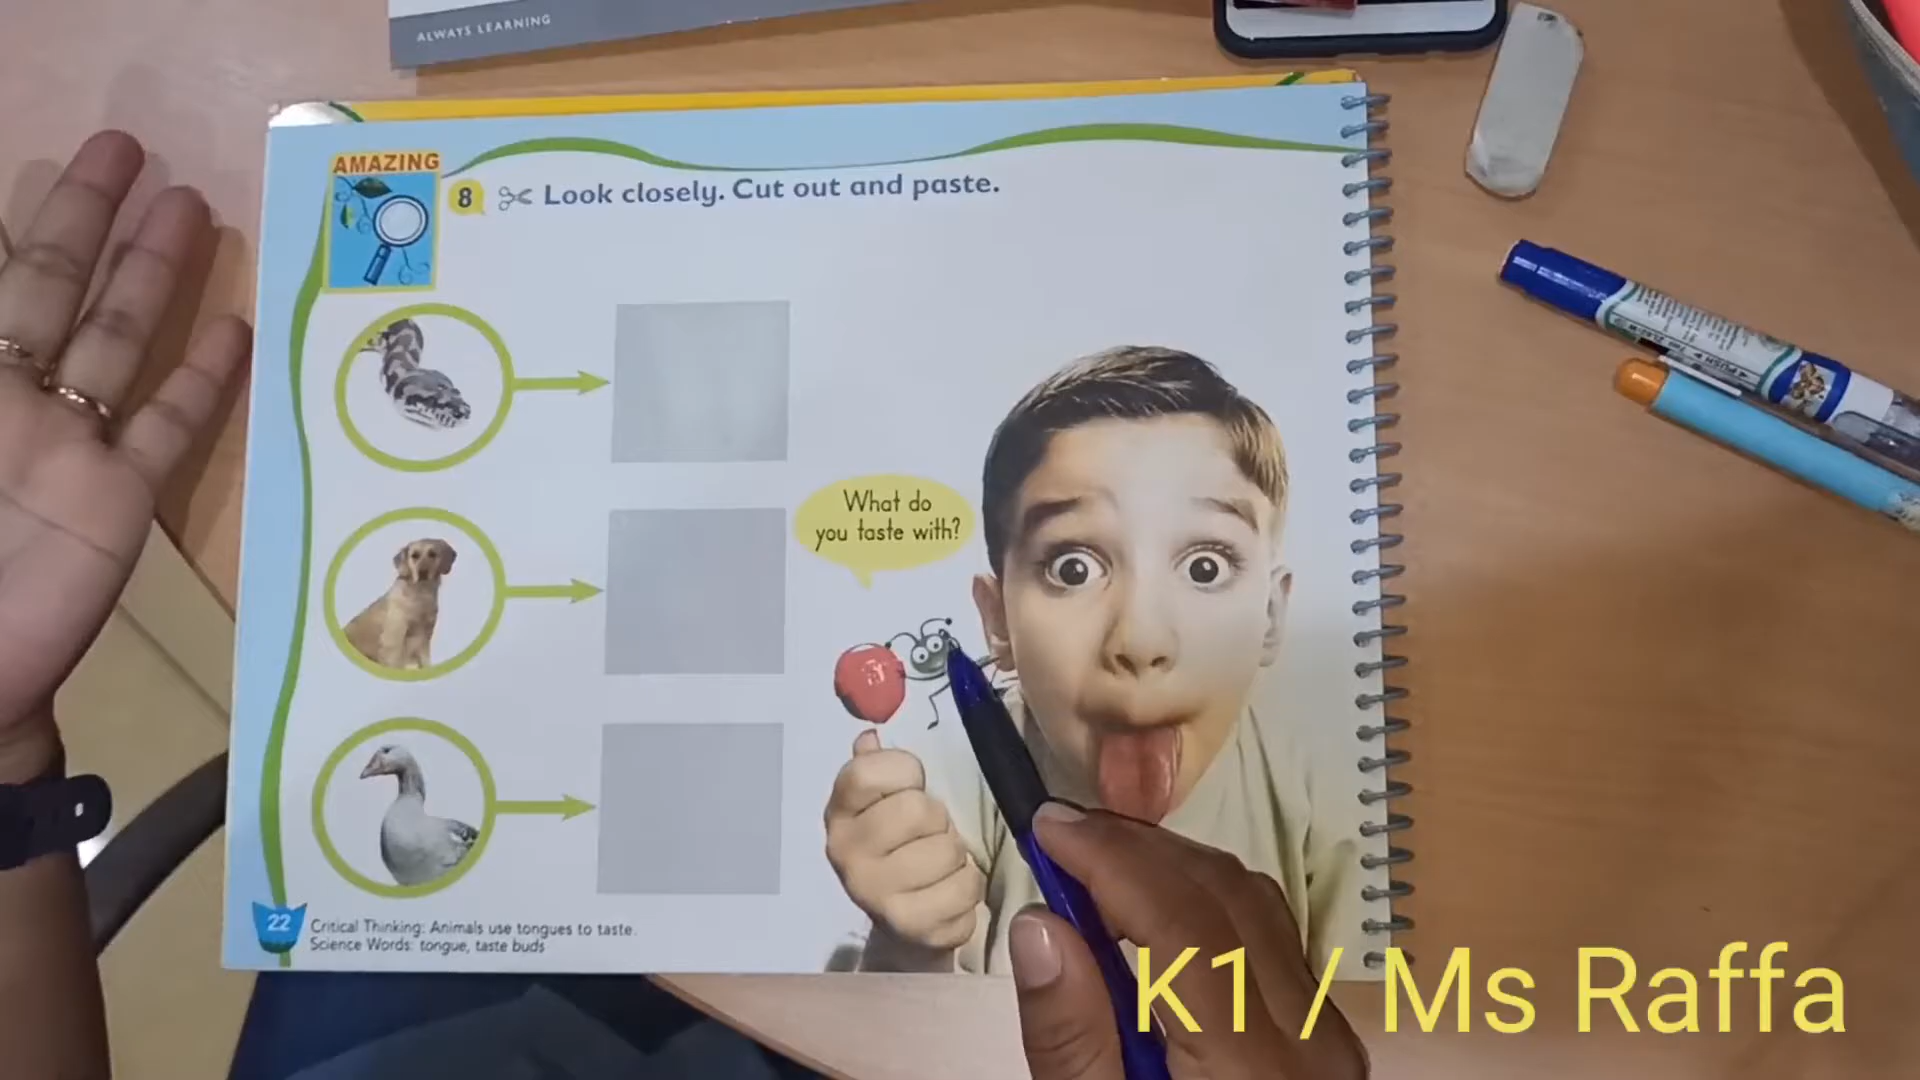 ALWAYS LEARNING
AMAZING
8 Look closely. Cut out and paste.
What do
you taste with?
22
Critical Thinking: Animals use tongues to taste.
Science Words: tongue, taste buds
K1 / Ms Raffa